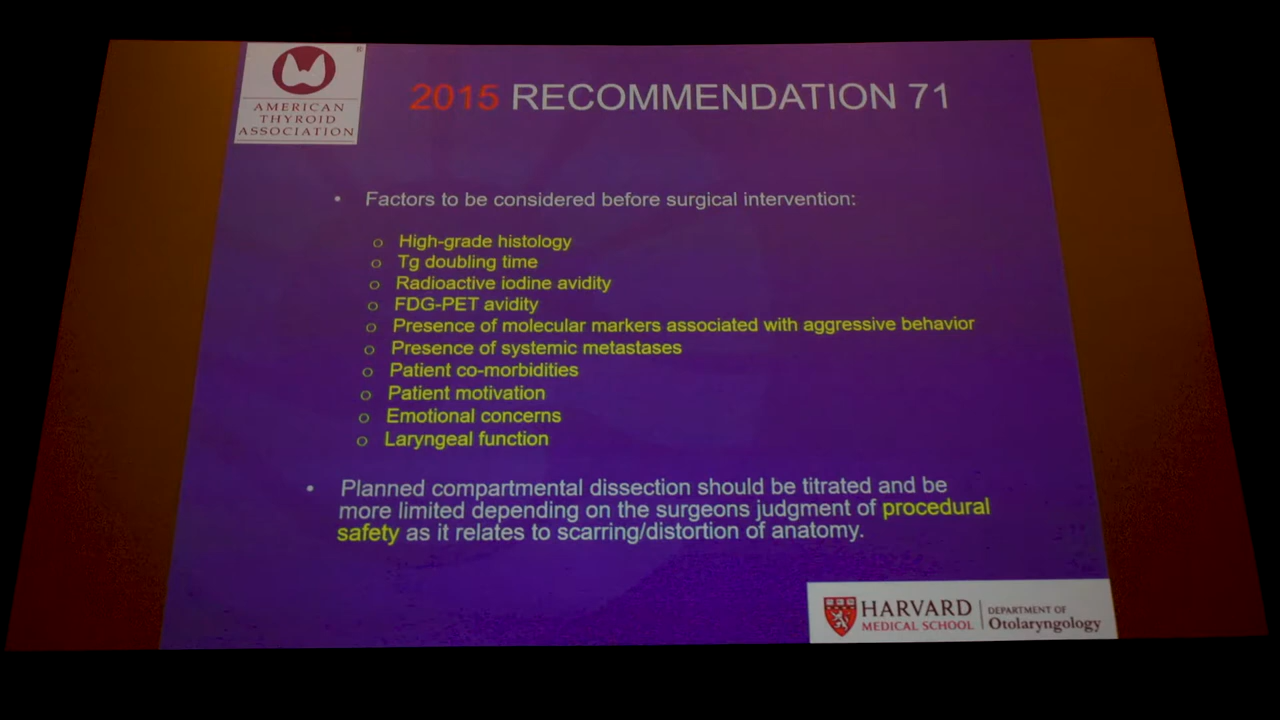 AMERICAN
THYROID
ASSOCIATION
®
2015 RECOMMENDATION 71
• Factors to be considered before surgical intervention:
o High-grade histology
o Tg doubling time
o Radioactive iodine avidity
o FDG-PET avidity
o Presence of molecular markers associated with aggressive behavior
o Presence of systemic metastases
o Patient co-morbidities
o Patient motivation
o Emotional concerns
o Laryngeal function
• Planned compartmental dissection should be titrated and be
more limited depending on the surgeons judgment of procedural
safety as it relates to scarring/distortion of anatomy.
HARVARD
MEDICAL SCHOOL
DEPARTMENT OF
Otolaryngology